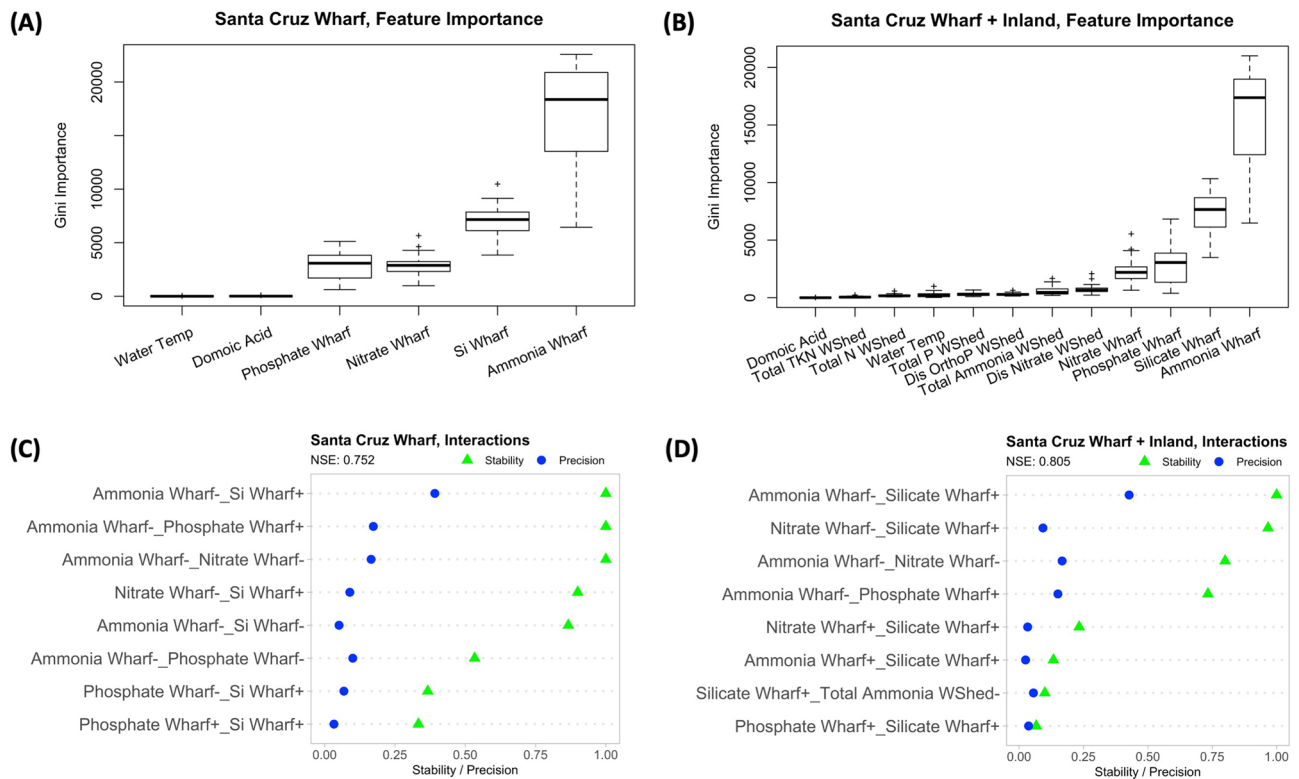 (A)
Santa Cruz Wharf, Feature Importance
Gini Importance
20000
10000
5000
0
Water Temp
Domoic Acid
Phosphate Wharf
Nitrate Wharf
Si Wharf
Ammonia Wharf
(B)
Santa Cruz Wharf + Inland, Feature Importance
Gini Importance
20000
15000
10000
5000
0
Domoic Acid
Total TKN WShed
Total N WShed
Water Temp
Total P WShed
Dis OrthoP WShed
Total Ammonia WShed
Dis Nitrate WShed
Nitrate Wharf
Phosphate Wharf
Silicate Wharf
Ammonia Wharf
(C)
Santa Cruz Wharf, Interactions
NSE: 0.752
Stability
Precision
Ammonia Wharf-_Si Wharf+
Ammonia Wharf-_Phosphate Wharf+
Ammonia Wharf-_Nitrate Wharf-
Nitrate Wharf-_Si Wharf+
Ammonia Wharf-_Si Wharf-
Ammonia Wharf-_Phosphate Wharf-
Phosphate Wharf-_Si Wharf+
Phosphate Wharf+_Si Wharf+
0.00 0.25 0.50 0.75 1.00
Stability / Precision
(D)
Santa Cruz Wharf + Inland, Interactions
NSE: 0.805
Stability
Precision
Ammonia Wharf-_Silicate Wharf+
Nitrate Wharf-_Silicate Wharf+
Ammonia Wharf-_Nitrate Wharf-
Ammonia Wharf-_Phosphate Wharf+
Nitrate Wharf+_Silicate Wharf+
Ammonia Wharf+_Silicate Wharf+
Silicate Wharf+_Total Ammonia WShed-
Phosphate Wharf+_Silicate Wharf+
0.00 0.25 0.50 0.75 1.00
Stability / Precision